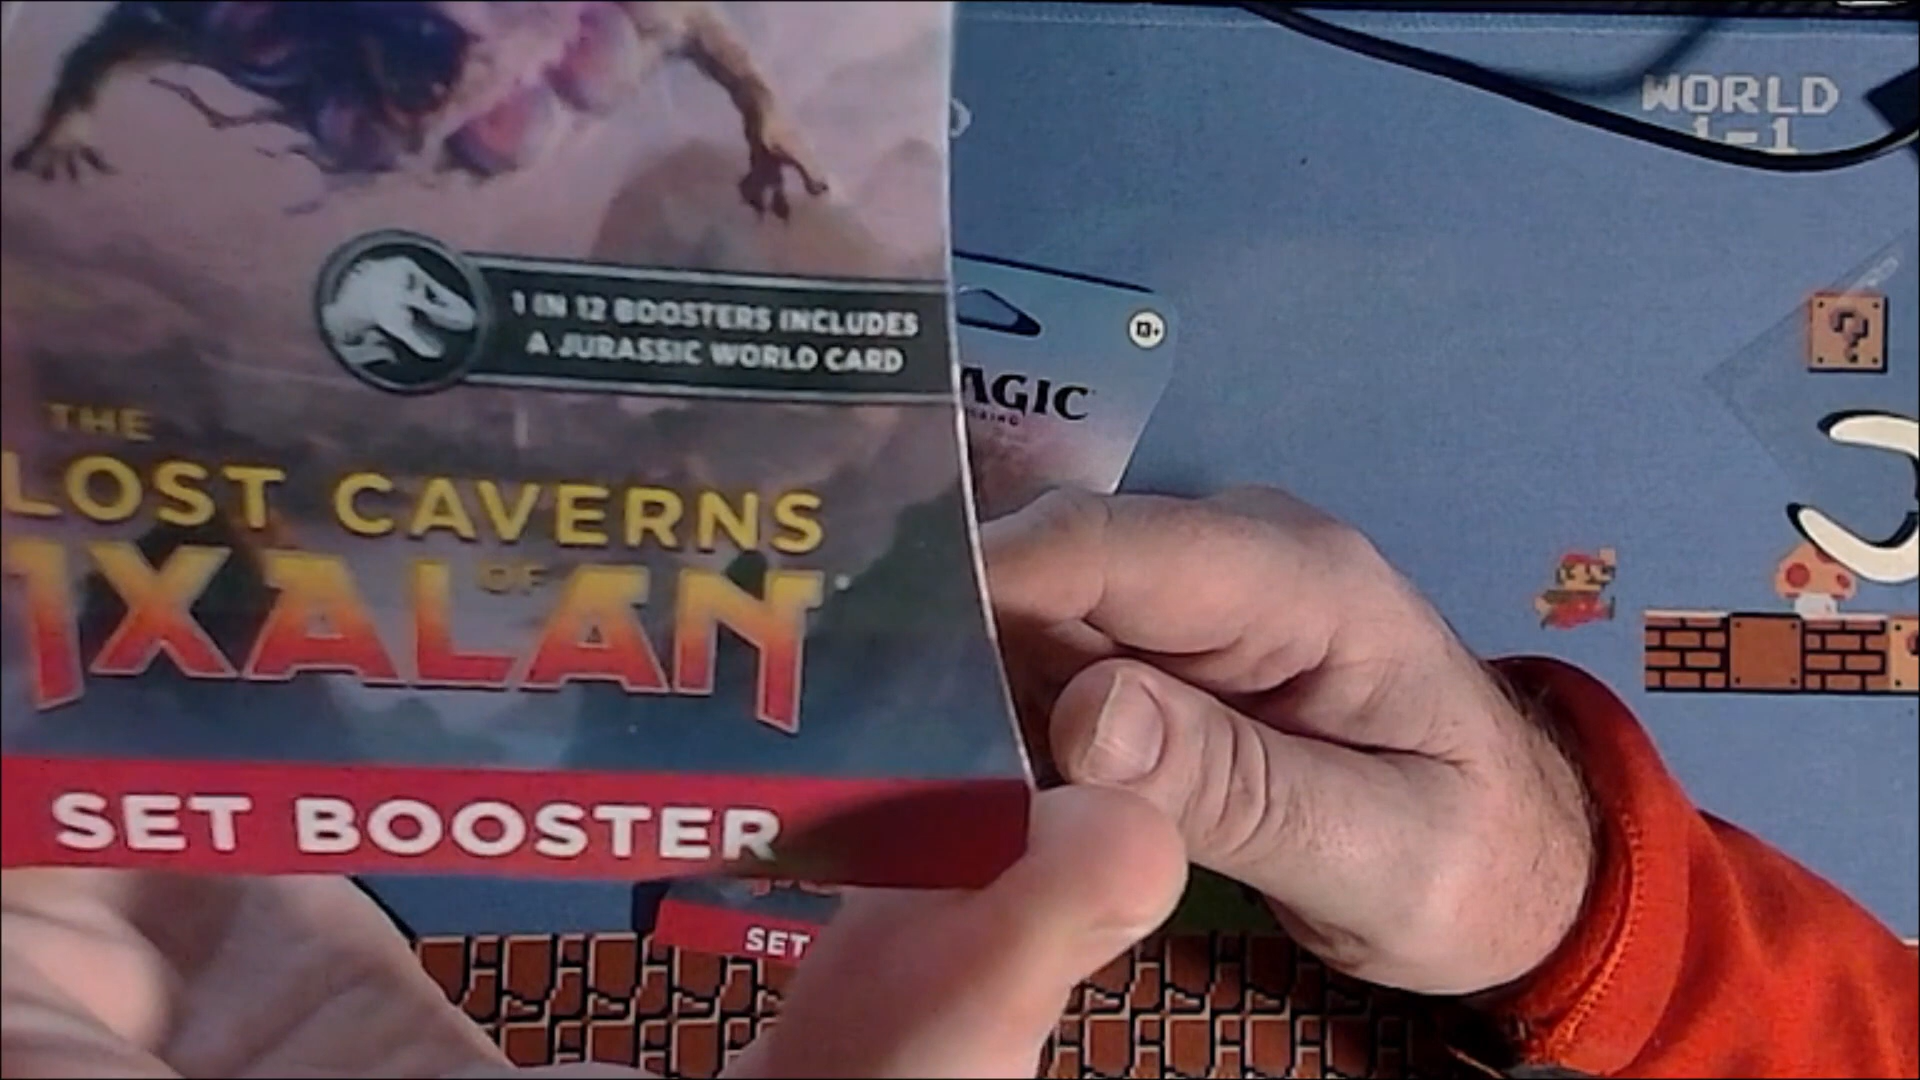 1 IN 12 BOOSTERS INCLUDES
A JURASSIC WORLD CARD
THE
LOST CAVERNS
OF
IXALAN
SET BOOSTER
WORLD
1-1
AGIC
SET